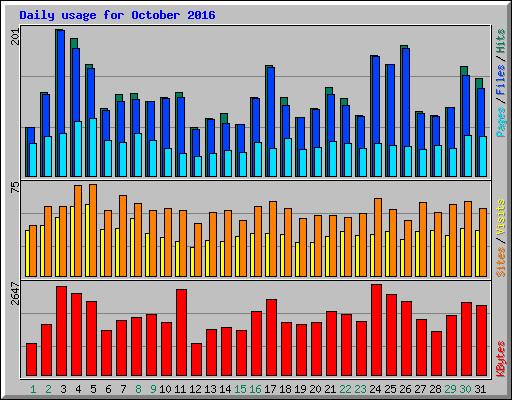 Daily usage for October 2016
201
Pages / Files / Hits
75
Sites / Visits
2647
KBytes
1 2 3 4 5 6 7 8 9 10 11 12 13 14 15 16 17 18 19 20 21 22 23 24 25 26 27 28 29 30 31